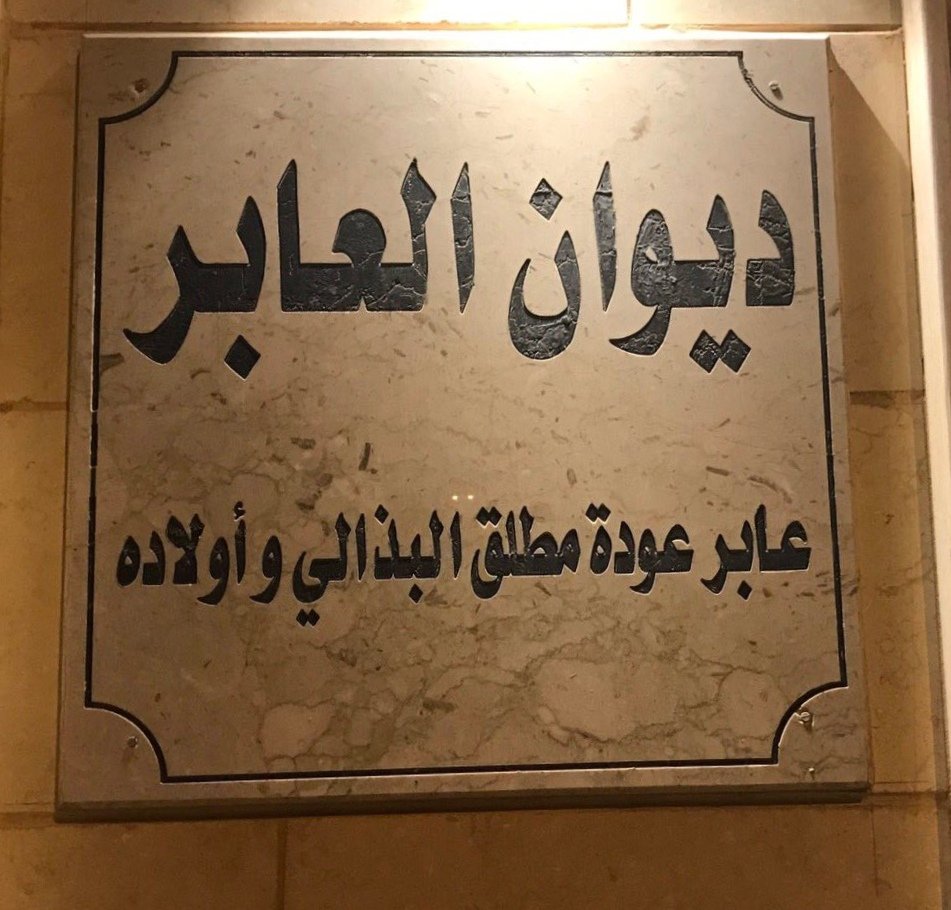 ديوان العابر
عابر عودة مطلق البذالي و أولاده